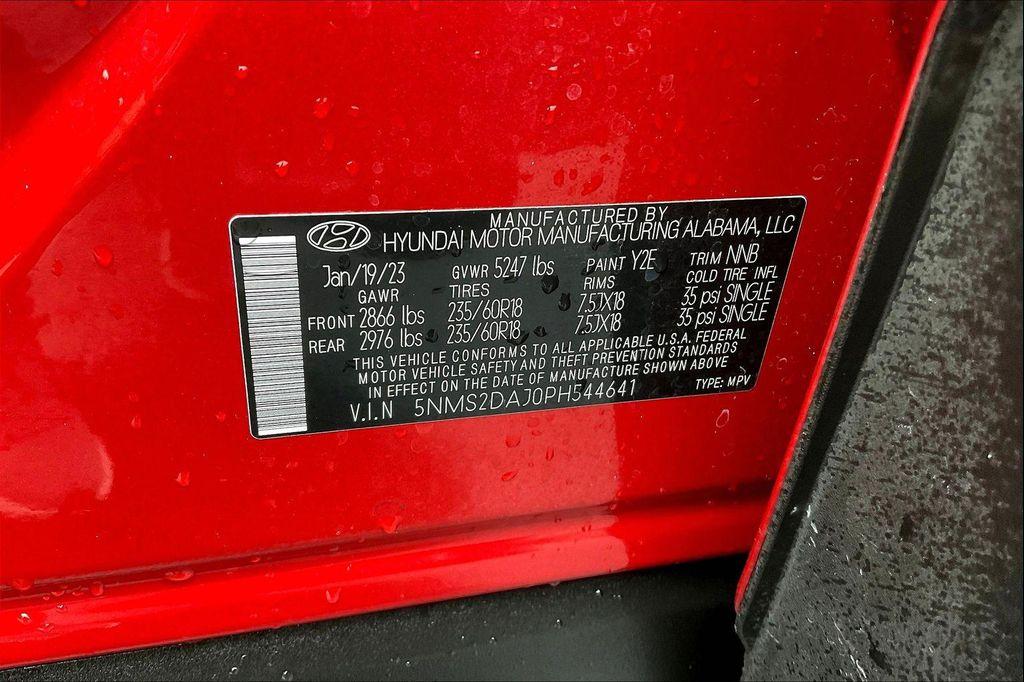 MANUFACTURED BY
HYUNDAI MOTOR MANUFACTURING ALABAMA, LLC
Jan/19/23 GVWR 5247 lbs PAINT Y2E TRIM NNB
GAWR TIRES RIMS COLD TIRE INFL
FRONT 2866 lbs 235/60R18 7.5JX18 35 psi SINGLE
REAR 2976 lbs 235/60R18 7.5JX18 35 psi SINGLE
THIS VEHICLE CONFORMS TO ALL APPLICABLE U.S.A. FEDERAL
MOTOR VEHICLE SAFETY AND THEFT PREVENTION STANDARDS
IN EFFECT ON THE DATE OF MANUFACTURE SHOWN ABOVE
V.I.N 5NMS2DAJ0PH544641 TYPE: MPV